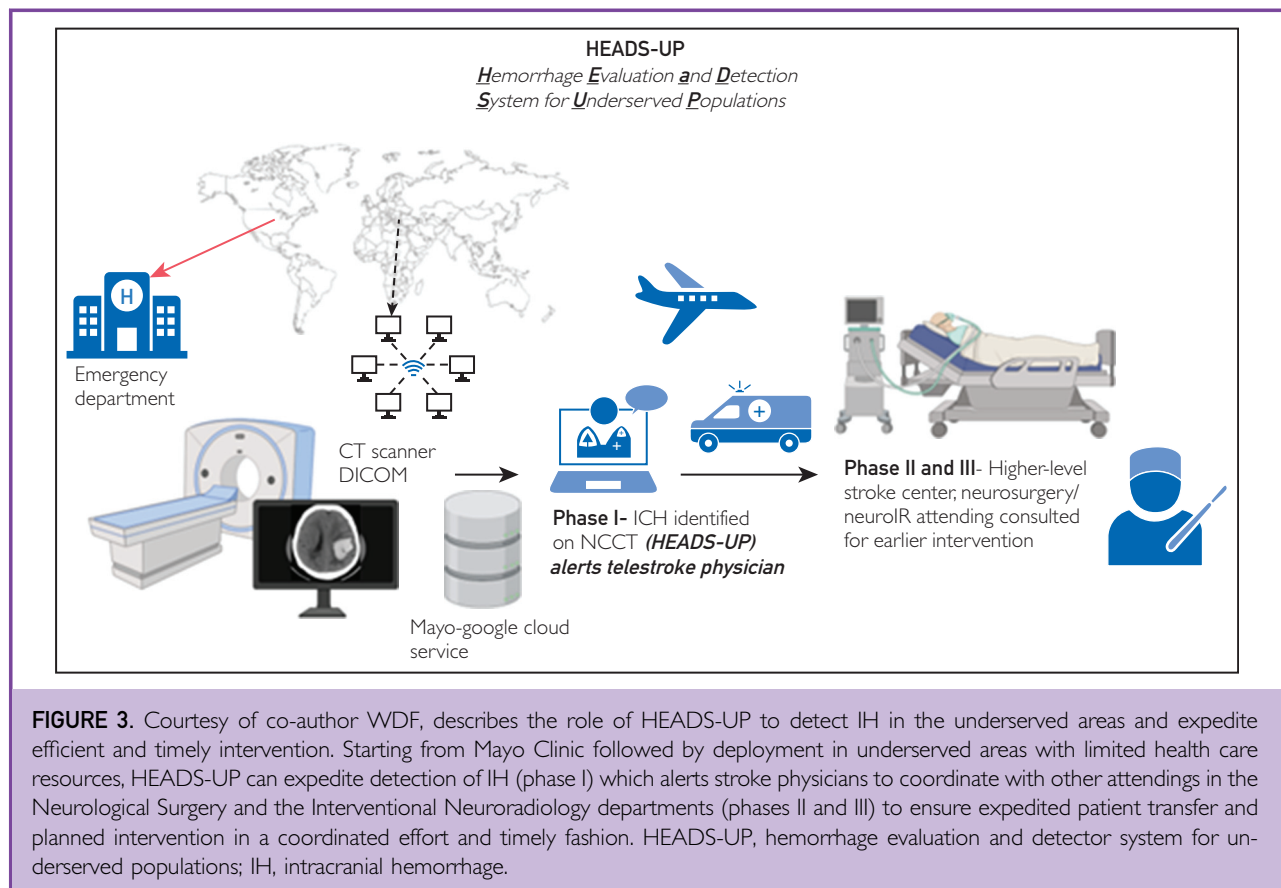 HEADS-UP
Hemorrhage Evaluation and Detection
System for Underserved Populations
H
Emergency
department
CT scanner
DICOM
Mayo-google cloud
service
Phase I- ICH identified
on NCCT (HEADS-UP)
alerts telestroke physician
Phase II and III- Higher-level
stroke center, neurosurgery/
neuroIR attending consulted
for earlier intervention
FIGURE 3. Courtesy of co-author WDF, describes the role of HEADS-UP to detect IH in the underserved areas and expedite
efficient and timely intervention. Starting from Mayo Clinic followed by deployment in underserved areas with limited health care
resources, HEADS-UP can expedite detection of IH (phase I) which alerts stroke physicians to coordinate with other attendings in the
Neurological Surgery and the Interventional Neuroradiology departments (phases II and III) to ensure expedited patient transfer and
planned intervention in a coordinated effort and timely fashion. HEADS-UP, hemorrhage evaluation and detector system for un-
derserved populations; IH, intracranial hemorrhage.